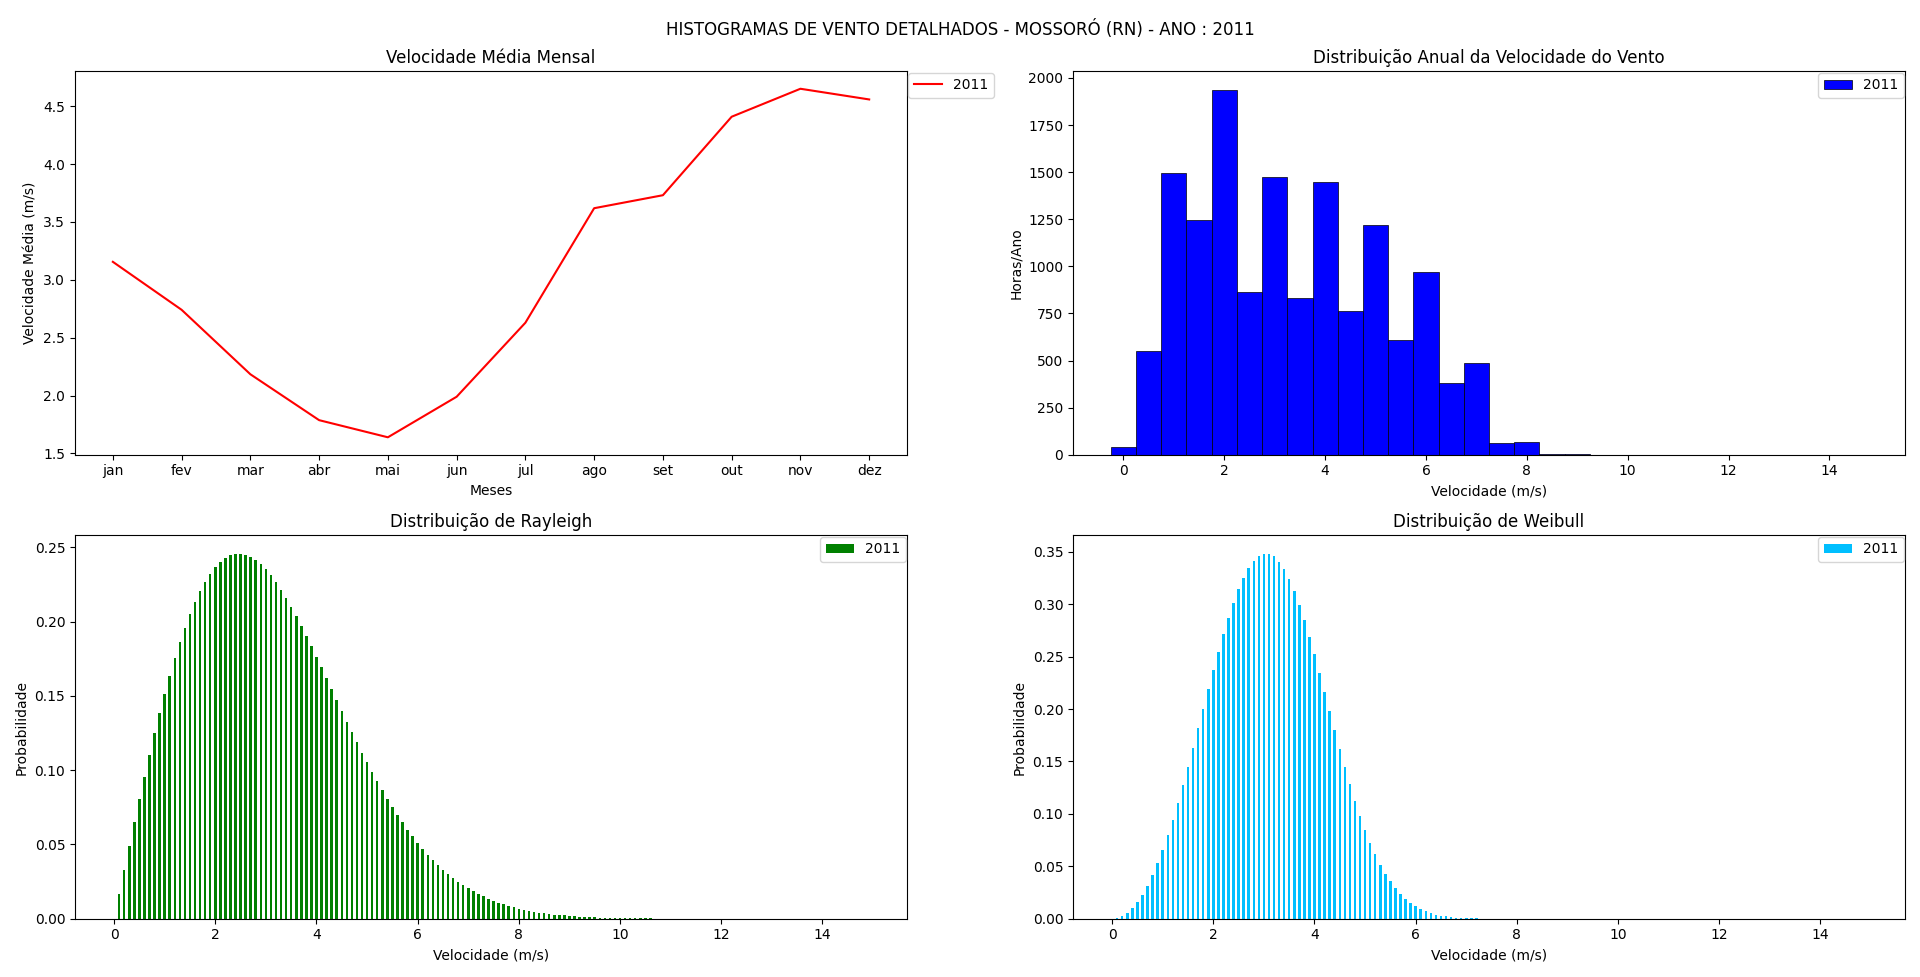 HISTOGRAMAS DE VENTO DETALHADOS - MOSSORÓ (RN) - ANO : 2011
Velocidade Média Mensal
2011
4.5
4.0
3.5
3.0
2.5
2.0
1.5
Velocidade Média (m/s)
jan fev mar abr mai jun jul ago set out nov dez
Meses
Distribuição Anual da Velocidade do Vento
2011
2000
1750
1500
1250
1000
750
500
250
0
Horas/Ano
0 2 4 6 8 10 12 14
Velocidade (m/s)
Distribuição de Rayleigh
2011
0.25
0.20
0.15
0.10
0.05
0.00
Probabilidade
0 2 4 6 8 10 12 14
Velocidade (m/s)
Distribuição de Weibull
2011
0.35
0.30
0.25
0.20
0.15
0.10
0.05
0.00
Probabilidade
0 2 4 6 8 10 12 14
Velocidade (m/s)